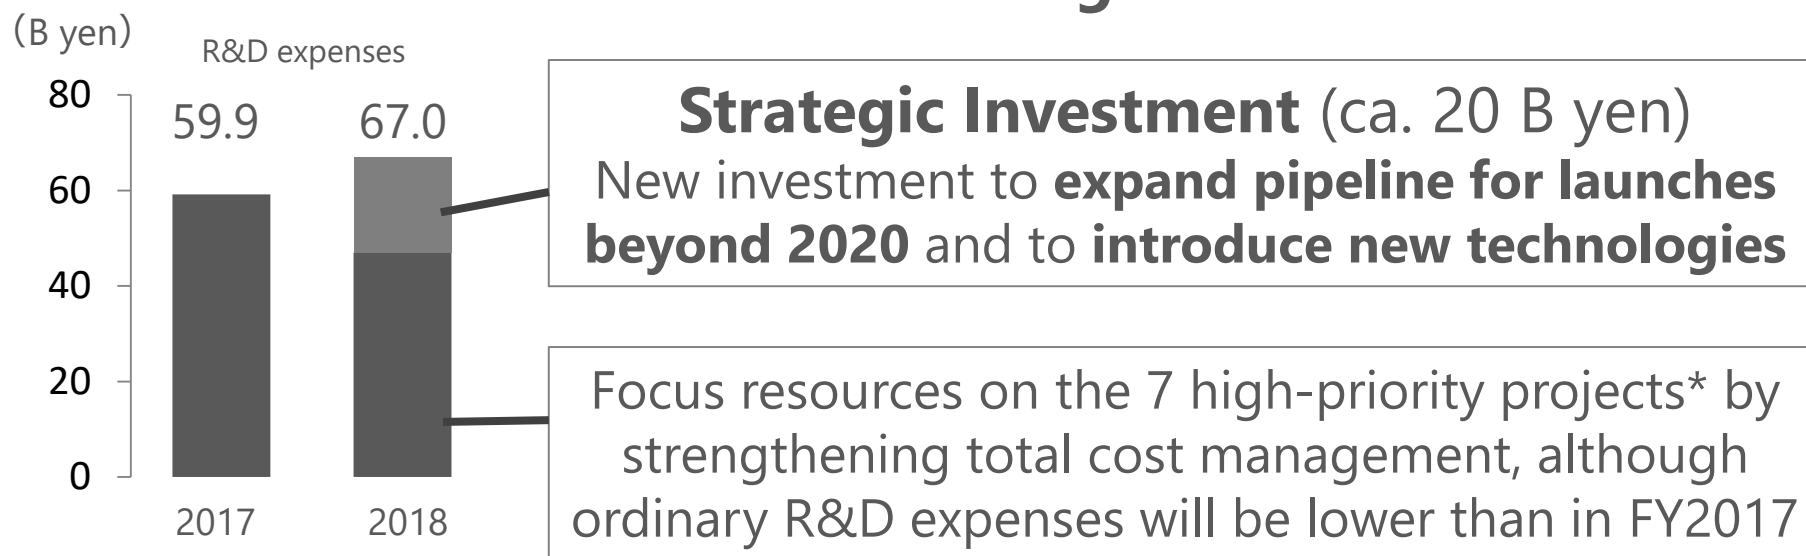 （B yen）
R&D expenses
80
60
40
20
0
59.9
67.0
2017
2018
Strategic Investment (ca. 20 B yen)
New investment to expand pipeline for launches
beyond 2020 and to introduce new technologies
Focus resources on the 7 high-priority projects* by
strengthening total cost management, although
ordinary R&D expenses will be lower than in FY2017